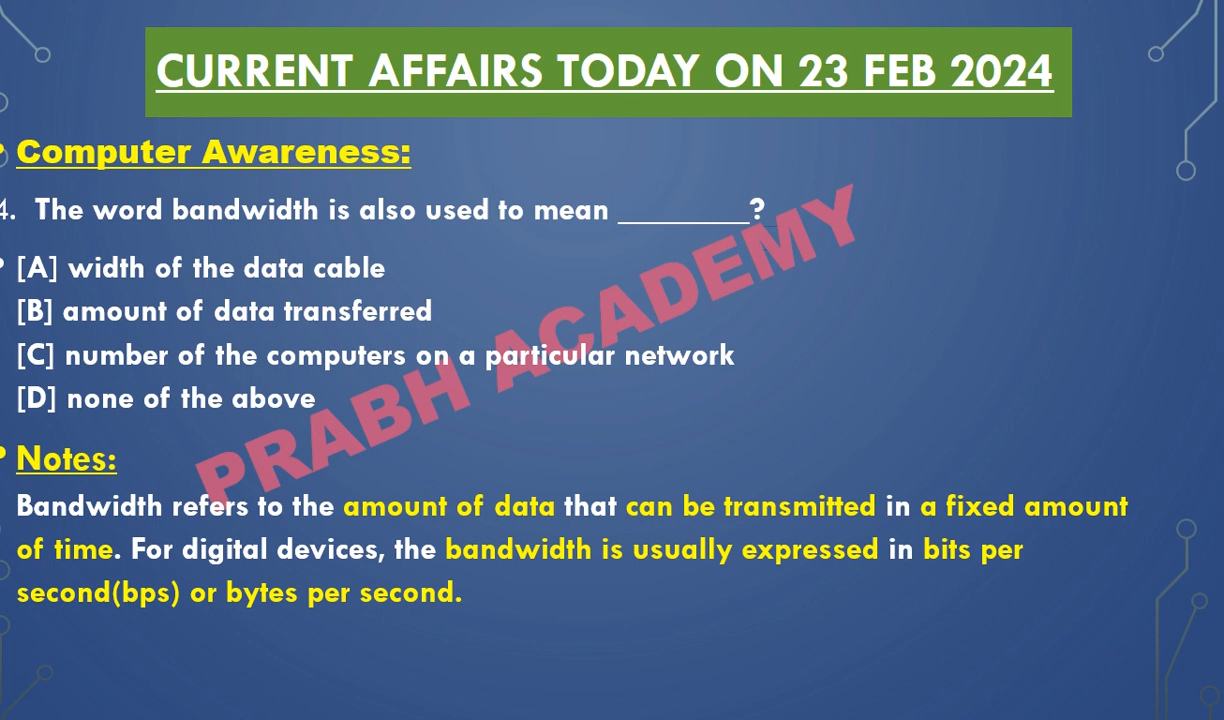 CURRENT AFFAIRS TODAY ON 23 FEB 2024
Computer Awareness:
4. The word bandwidth is also used to mean _________?
[A] width of the data cable
[B] amount of data transferred
[C] number of the computers on a particular network
[D] none of the above
PRABH ACADEMY
Notes:
Bandwidth refers to the amount of data that can be transmitted in a fixed amount
of time. For digital devices, the bandwidth is usually expressed in bits per
second(bps) or bytes per second.